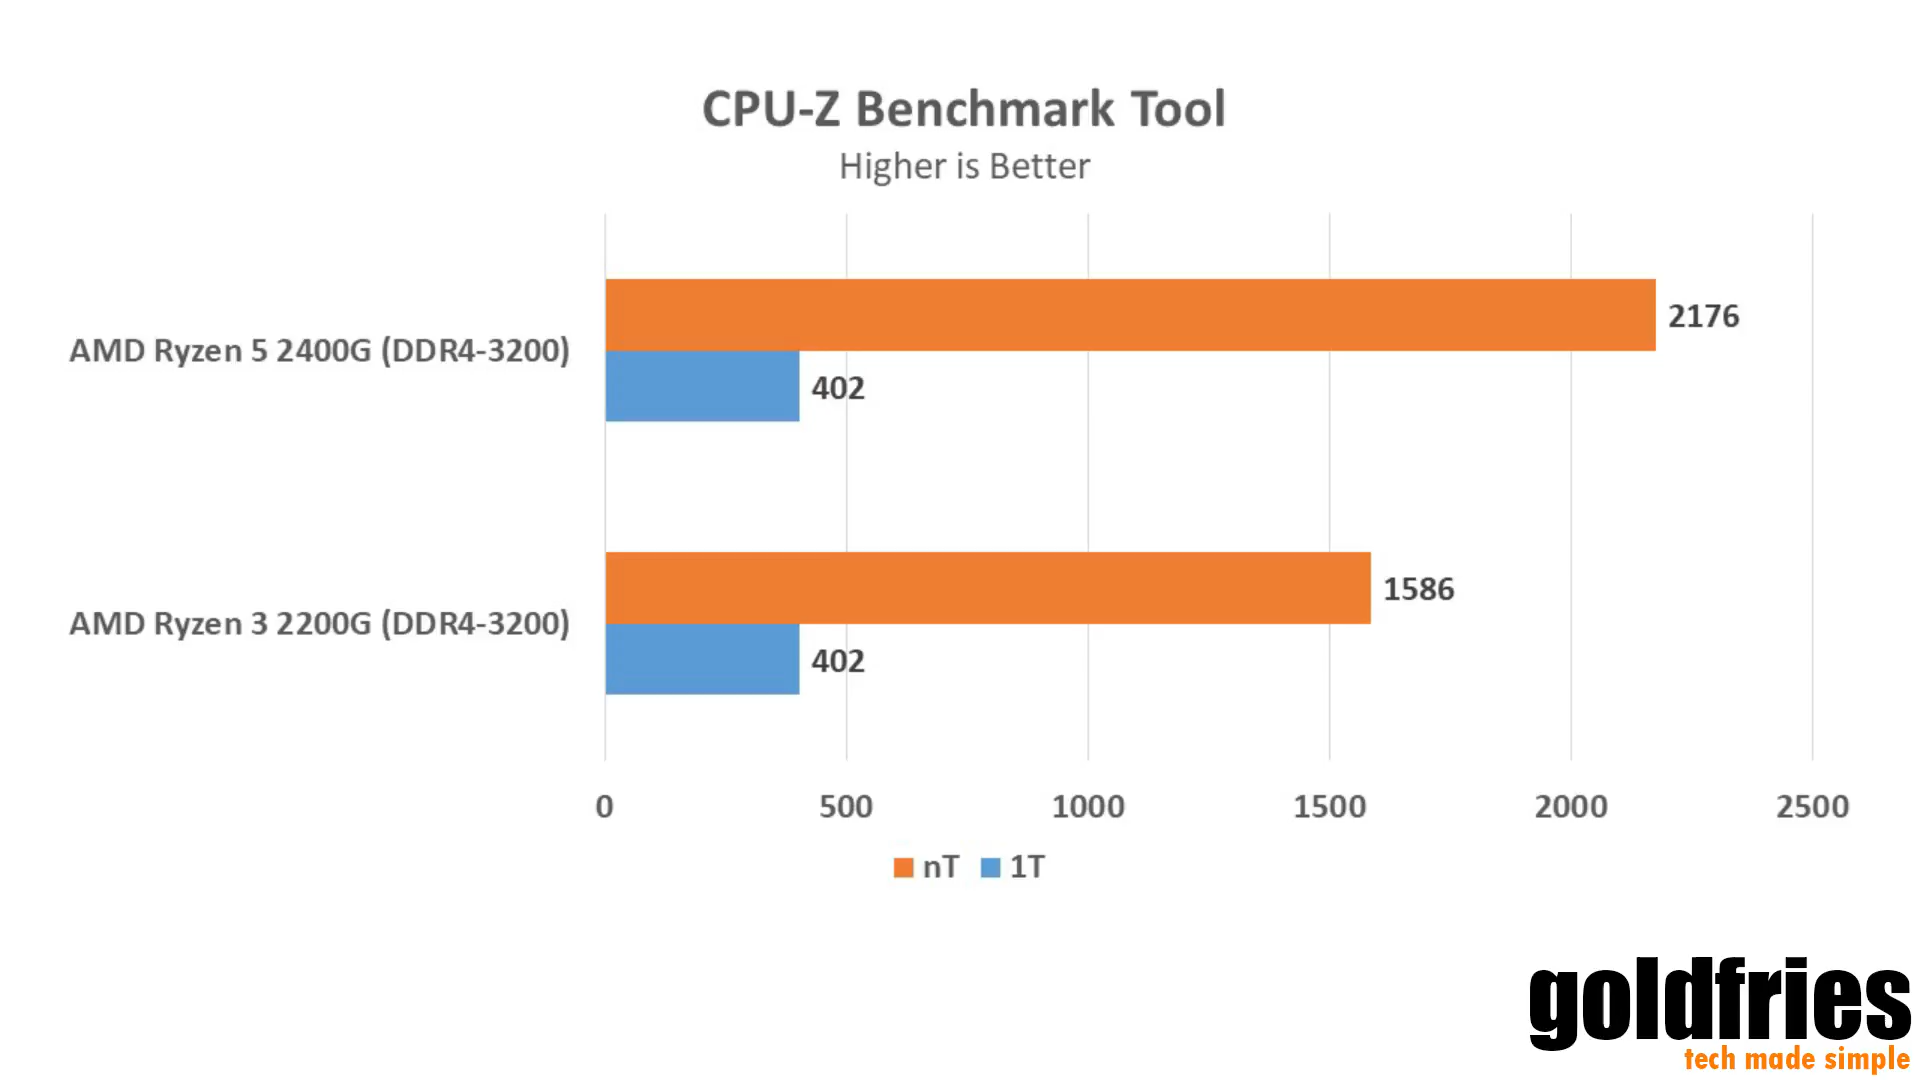 CPU-Z Benchmark Tool
Higher is Better
AMD Ryzen 5 2400G (DDR4-3200)
2176
402
AMD Ryzen 3 2200G (DDR4-3200)
1586
402
0 500 1000 1500 2000 2500
nT 1T
goldfries
tech made simple